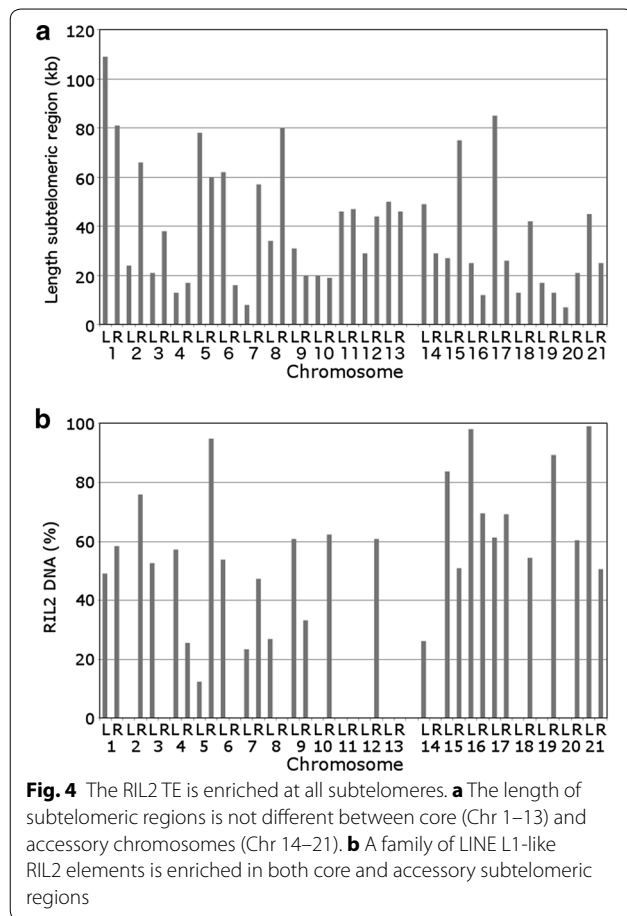 a
120
100
80
60
40
20
0
Length subtelomeric region (kb)
L R L R L R L R L R L R L R L R L R L R L R L R L R L R L R L R L R L R L R L R L R
1 2 3 4 5 6 7 8 9 10 11 12 13 14 15 16 17 18 19 20 21
Chromosome
b
100
80
60
40
20
0
RIL2 DNA (%)
L R L R L R L R L R L R L R L R L R L R L R L R L R L R L R L R L R L R L R L R L R
1 2 3 4 5 6 7 8 9 10 11 12 13 14 15 16 17 18 19 20 21
Chromosome
Fig. 4 The RIL2 TE is enriched at all subtelomeres. a The length of
subtelomeric regions is not different between core (Chr 1–13) and
accessory chromosomes (Chr 14–21). b A family of LINE L1-like
RIL2 elements is enriched in both core and accessory subtelomeric
regions